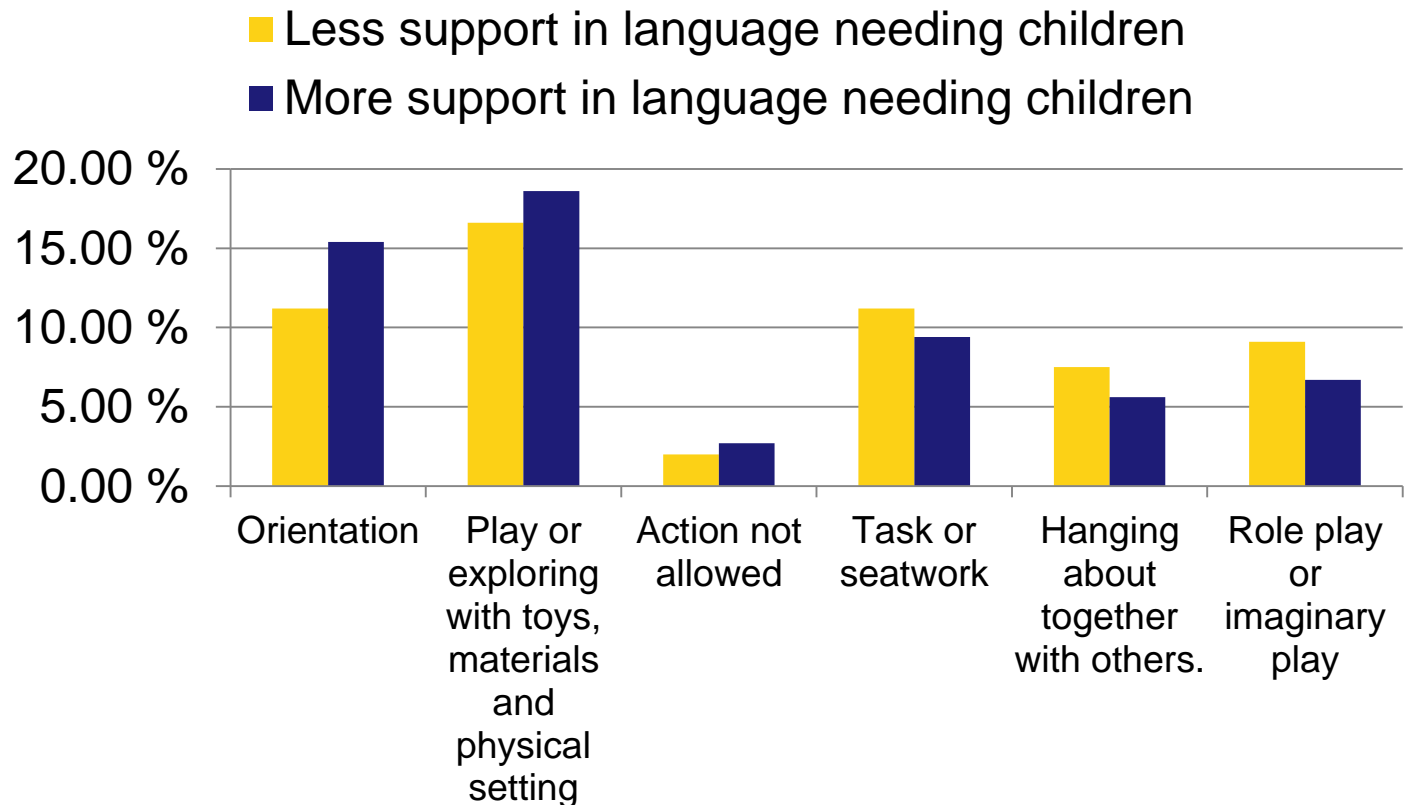 Less support in language needing children
More support in language needing children
20.00 %
15.00 %
10.00 %
5.00 %
0.00 %
Orientation
Play or
exploring
with toys,
materials
and
physical
setting
Action not
allowed
Task or
seatwork
Hanging
about
together
with others.
Role play
or
imaginary
play